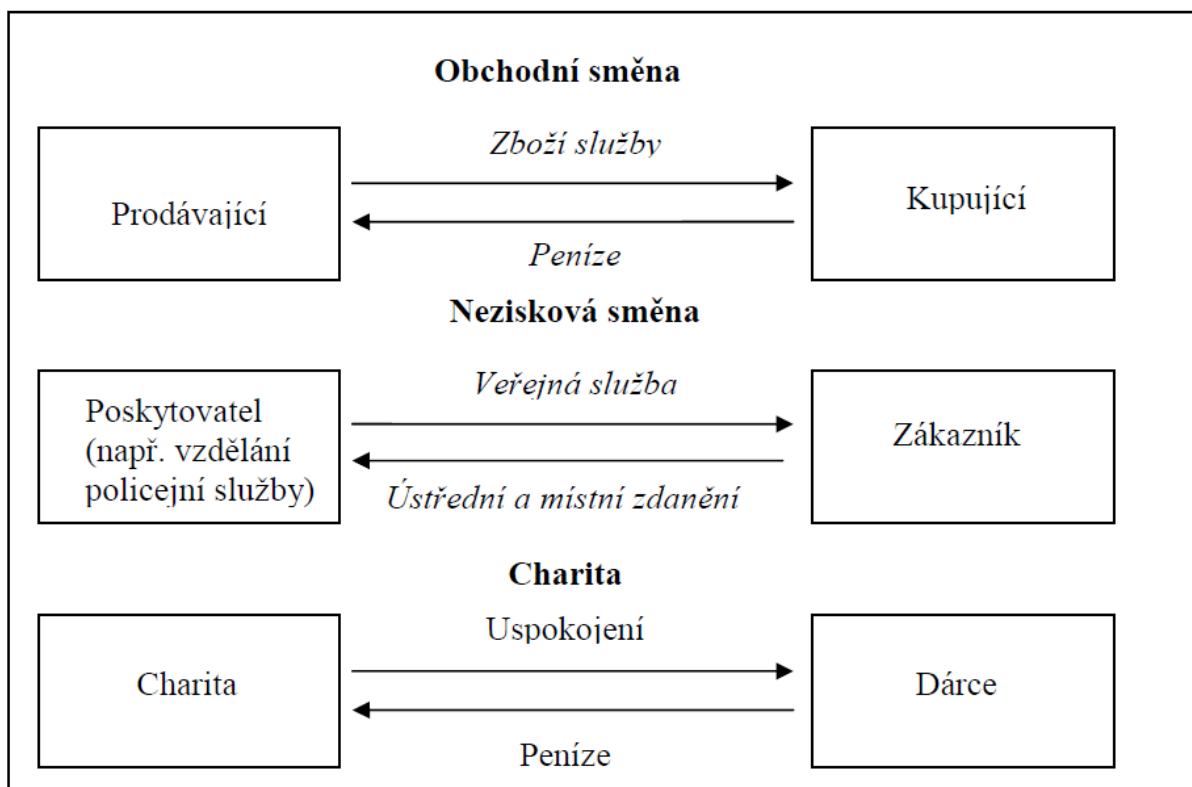 Obchodní směna
Zboží služby
Prodávající
Kupující
Peníze
Nezisková směna
Veřejná služba
Poskytovatel
(např. vzdělání
policejní služby)
Zákazník
Ústřední a místní zdanění
Charita
Uspokojení
Charita
Dárce
Peníze